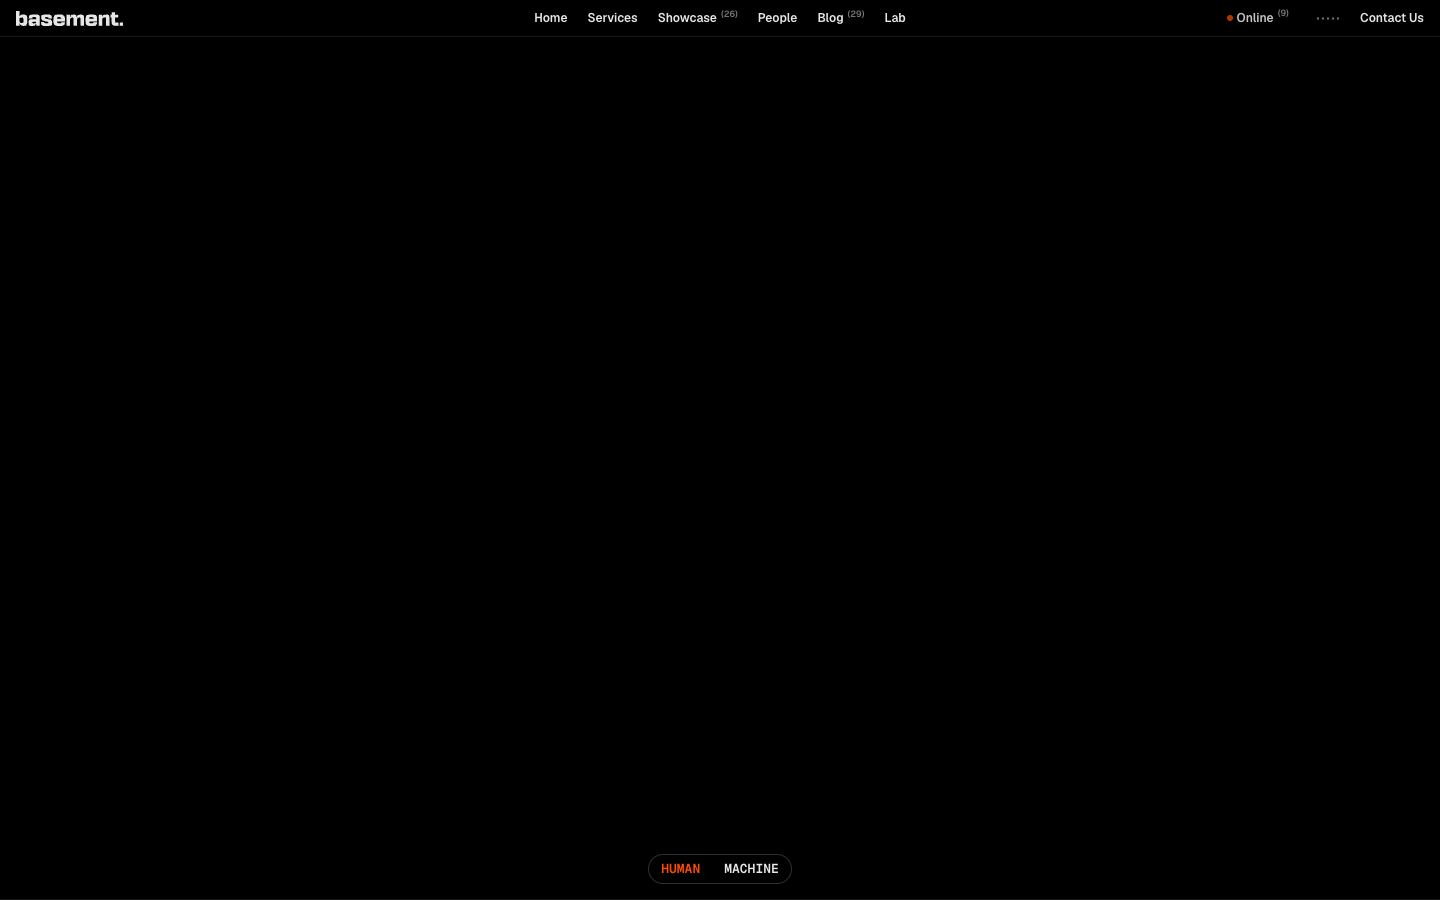 basement.
Home Services Showcase (26) People Blog (29) Lab
Online (9)
Contact Us
HUMAN MACHINE